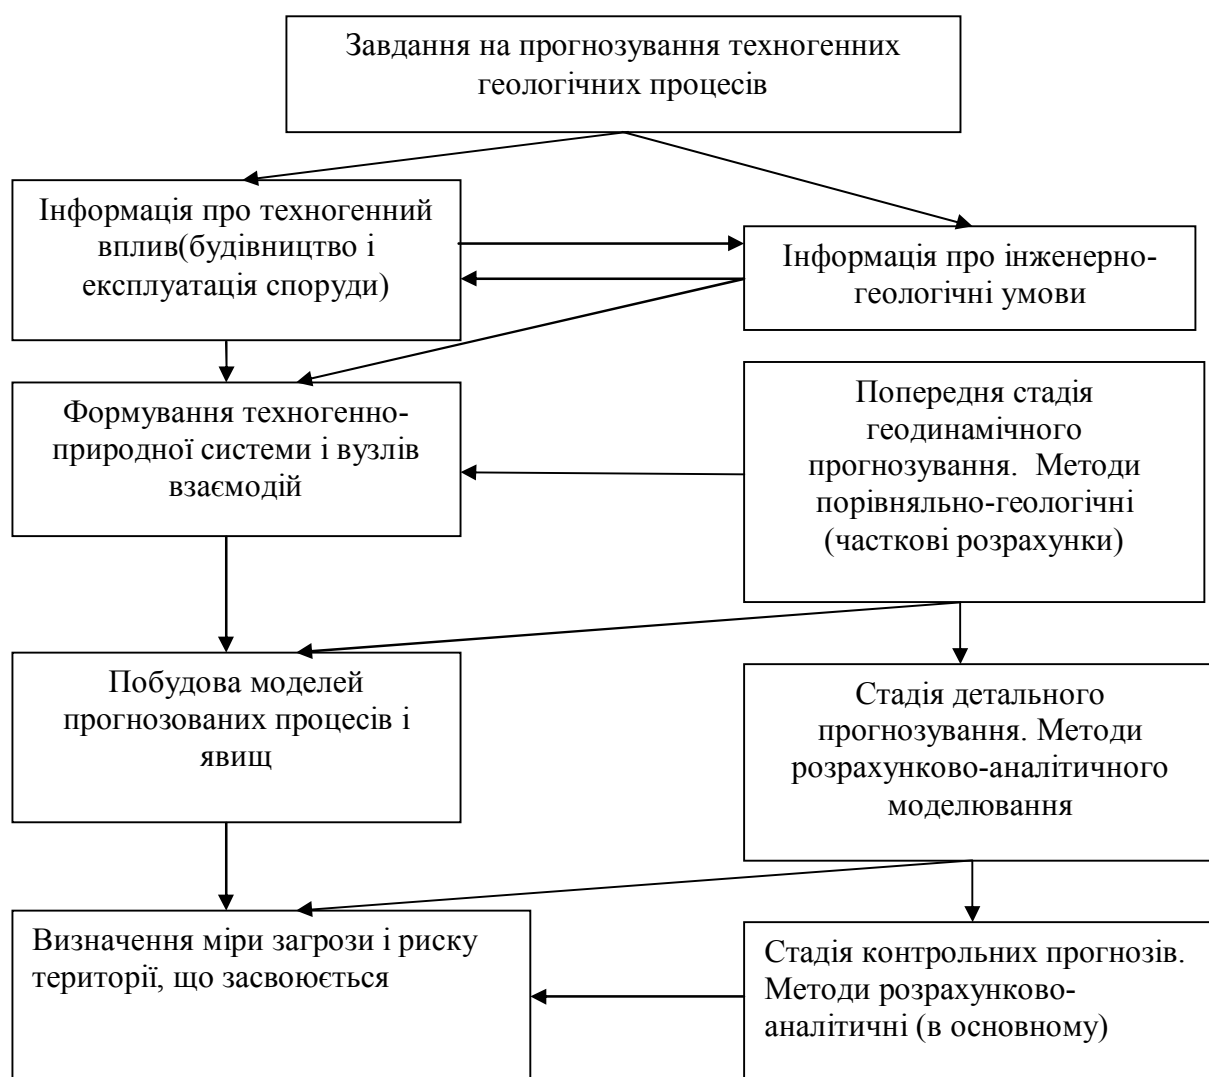 Завдання на прогнозування техногенних
геологічних процесів
Інформація про техногенний
вплив(будівництво і
експлуатація споруди)
Інформація про інженерно-
геологічні умови
Формування техногенно-
природної системи і вузлів
взаємодій
Попередня стадія
геодинамічного
прогнозування. Методи
порівняльно-геологічні
(часткові розрахунки)
Побудова моделей
прогнозованих процесів і
явищ
Стадія детального
прогнозування. Методи
розрахунково-аналітичного
моделювання
Визначення міри загрози і риску
території, що засвоюється
Стадія контрольних прогнозів.
Методи розрахунково-
аналітичні (в основному)